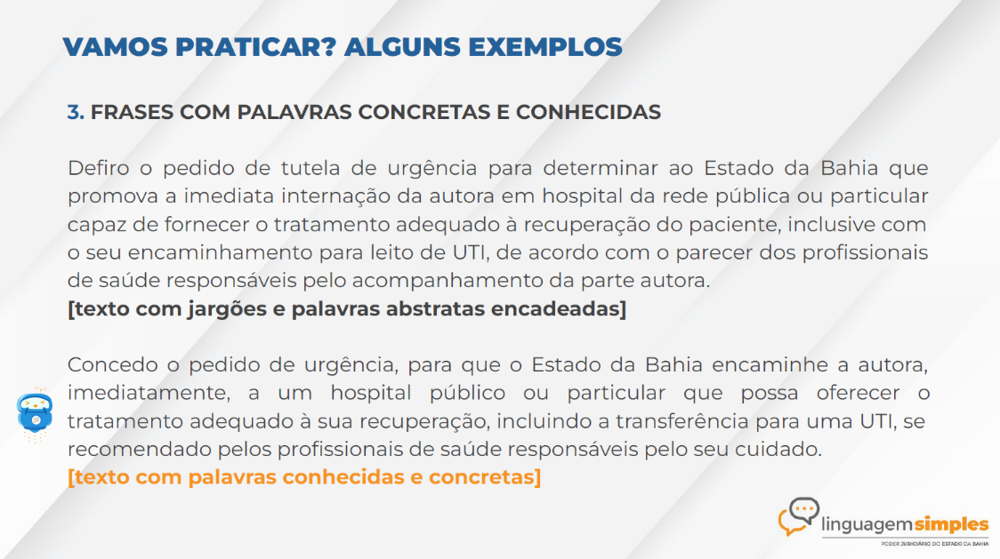 VAMOS PRATICAR? ALGUNS EXEMPLOS
3. FRASES COM PALAVRAS CONCRETAS E CONHECIDAS
Defiro o pedido de tutela de urgência para determinar ao Estado da Bahia que
promova a imediata internação da autora em hospital da rede pública ou particular
capaz de fornecer o tratamento adequado à recuperação do paciente, inclusive com
o seu encaminhamento para leito de UTI, de acordo com o parecer dos profissionais
de saúde responsáveis pelo acompanhamento da parte autora.
[texto com jargões e palavras abstratas encadeadas]
Concedo o pedido de urgência, para que o Estado da Bahia encaminhe a autora,
imediatamente, a um hospital público ou particular que possa oferecer o
tratamento adequado à sua recuperação, incluindo a transferência para uma UTI, se
recomendado pelos profissionais de saúde responsáveis pelo seu cuidado.
[texto com palavras conhecidas e concretas]
linguagem simples
PODER JUDICIÁRIO DO ESTADO DA BAHIA